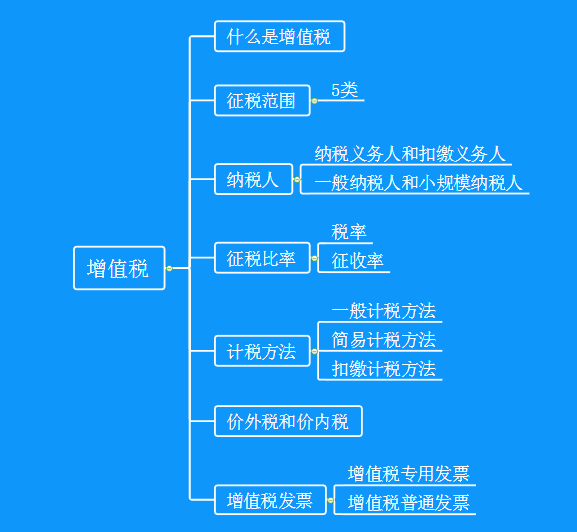 什么是增值税
征税范围
5类
纳税人
纳税义务人和扣缴义务人
一般纳税人和小规模纳税人
增值税
征税比率
税率
征收率
计税方法
一般计税方法
简易计税方法
扣缴计税方法
价外税和价内税
增值税发票
增值税专用发票
增值税普通发票